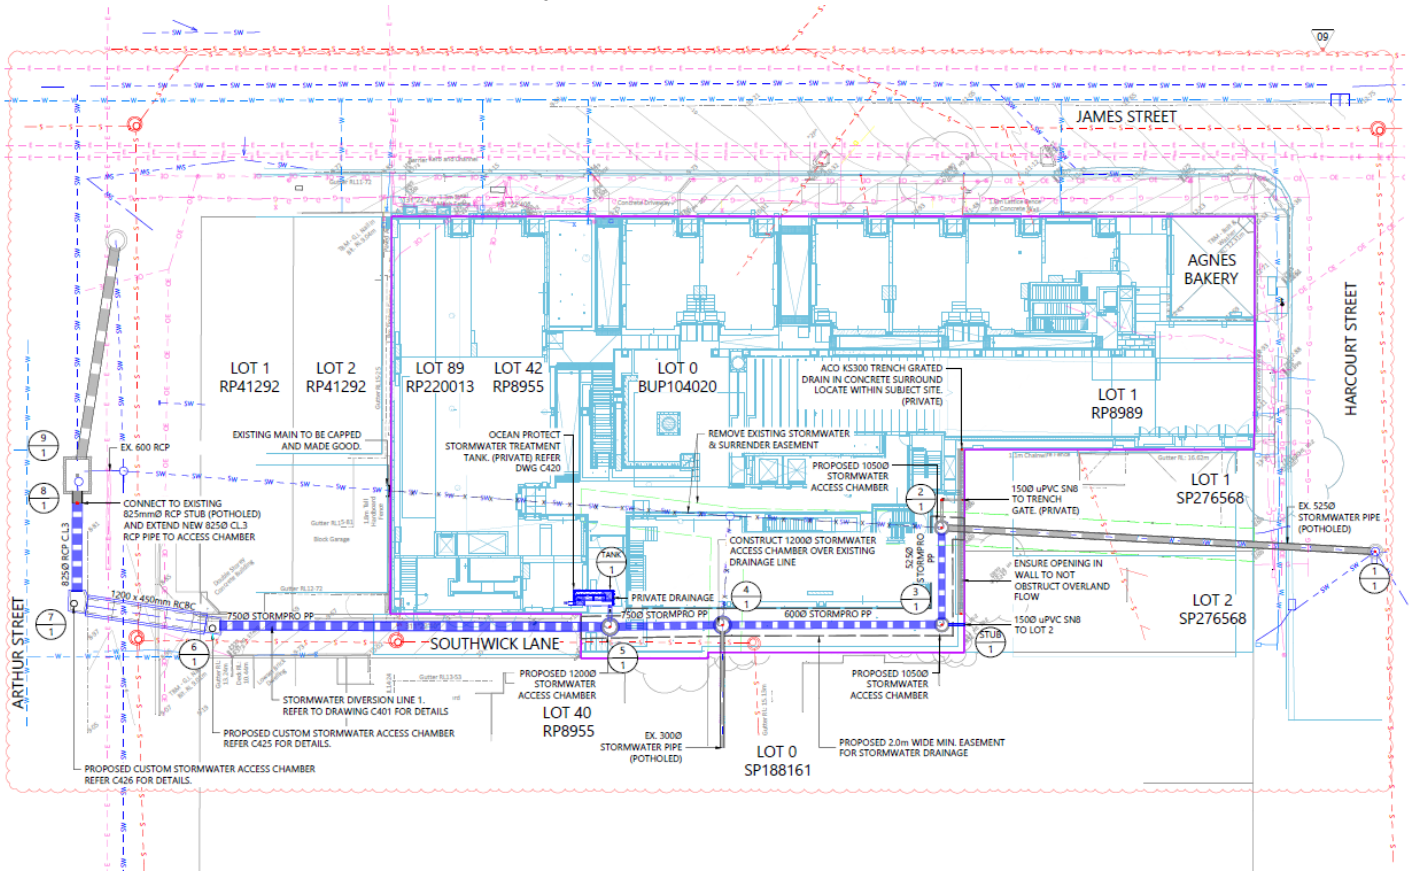 60
JAMES STREET
HARCOURT STREET
ARTHUR STREET
AGNES
BAKERY
LOT 1
RP41292
LOT 2
RP41292
LOT 89
RP220013
LOT 42
RP8955
LOT 0
BUP104020
ACO KS300 TRENCH GRATED
DRAIN IN CONCRETE SURROUND
LOCATE WITHIN SUBJECT SITE.
(PRIVATE)
LOT 1
RP8989
EXISTING MAIN TO BE CAPPED
AND MADE GOOD.
OCEAN PROTECT
STORMWATER TREATMENT
TANK. (PRIVATE) REFER
DWG C420
REMOVE EXISTING STORMWATER
& SURRENDER EASEMENT
PROPOSED 1050Ø
STORMWATER
ACCESS CHAMBER
9
1
EX. 600 RCP
8
1
CONNECT TO EXISTING
825mmØ RCP STUB (POTHOLED)
AND EXTEND NEW 825Ø CL.3
RCP PIPE TO ACCESS CHAMBER
2
1
150Ø uPVC SN8
TO TRENCH
GATE. (PRIVATE)
LOT 1
SP276568
EX. 525Ø
STORMWATER PIPE
(POTHOLED)
1
1
825Ø RCP CL.3
CONSTRUCT 1200Ø STORMWATER
ACCESS CHAMBER OVER EXISTING
DRAINAGE LINE
525Ø
STORMPRO
PP
ENSURE OPENING IN
WALL TO NOT
OBSTRUCT OVERLAND
FLOW
TANK
1
PRIVATE DRAINAGE
4
1
3
1
LOT 2
SP276568
1200 x 450mm RCBC
750Ø STORMPRO PP
750Ø STORMPRO PP
600Ø STORMPRO PP
150Ø uPVC SN8
TO LOT 2
7
1
6
1
SOUTHWICK LANE
5
1
STUB
1
PROPOSED 1200Ø
STORMWATER
ACCESS CHAMBER
PROPOSED 1050Ø
STORMWATER
ACCESS CHAMBER
STORMWATER DIVERSION LINE 1.
REFER TO DRAWING C401 FOR DETAILS
LOT 40
RP8955
PROPOSED CUSTOM STORMWATER ACCESS CHAMBER
REFER C425 FOR DETAILS.
EX. 300Ø
STORMWATER PIPE
(POTHOLED)
LOT 0
SP188161
PROPOSED 2.0m WIDE MIN. EASEMENT
FOR STORMWATER DRAINAGE
PROPOSED CUSTOM STORMWATER ACCESS CHAMBER
REFER C426 FOR DETAILS.